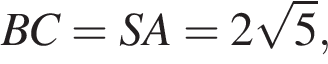 BC = SA = 2√5,